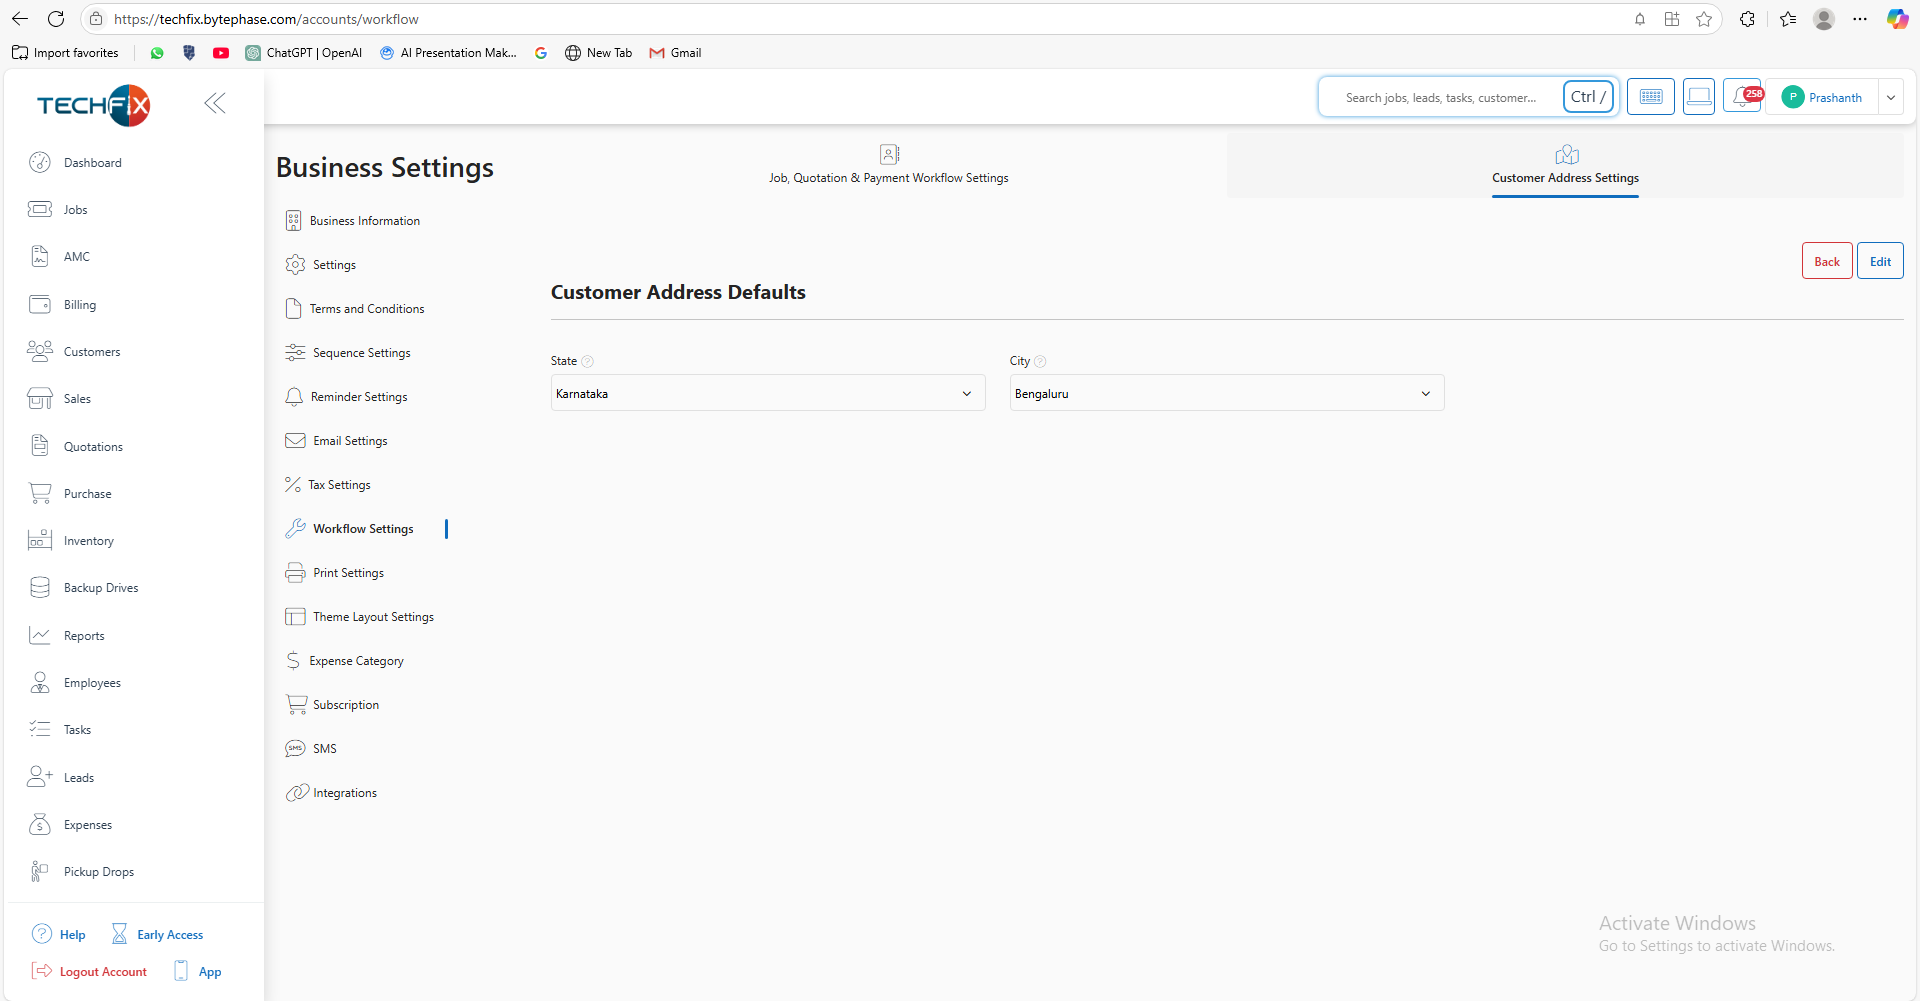 https://techfix.bytephase.com/accounts/workflow
Import favorites
ChatGPT | OpenAI
AI Presentation Mak...
New Tab
Gmail
TECHFIX
Search jobs, leads, tasks, customer...
Ctrl /
258
P
Prashanth
Dashboard
Jobs
AMC
Billing
Customers
Sales
Quotations
Purchase
Inventory
Backup Drives
Reports
Employees
Tasks
Leads
Expenses
Pickup Drops
Help
Early Access
Logout Account
App
Business Settings
Business Information
Settings
Terms and Conditions
Sequence Settings
Reminder Settings
Email Settings
Tax Settings
Workflow Settings
Print Settings
Theme Layout Settings
Expense Category
Subscription
SMS
SMS
Integrations
Job, Quotation & Payment Workflow Settings
Customer Address Settings
Back
Edit
Customer Address Defaults
State
Karnataka
City
Bengaluru
Activate Windows
Go to Settings to activate Windows.